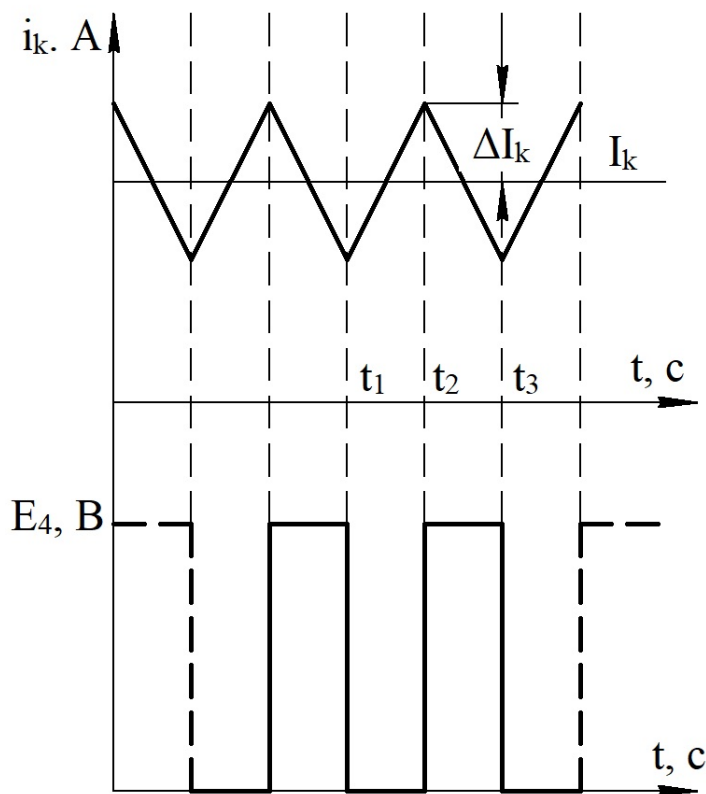 iₖ. A
ΔIₖ
Iₖ
t₁ t₂ t₃ t, c
E₄, B
t, c